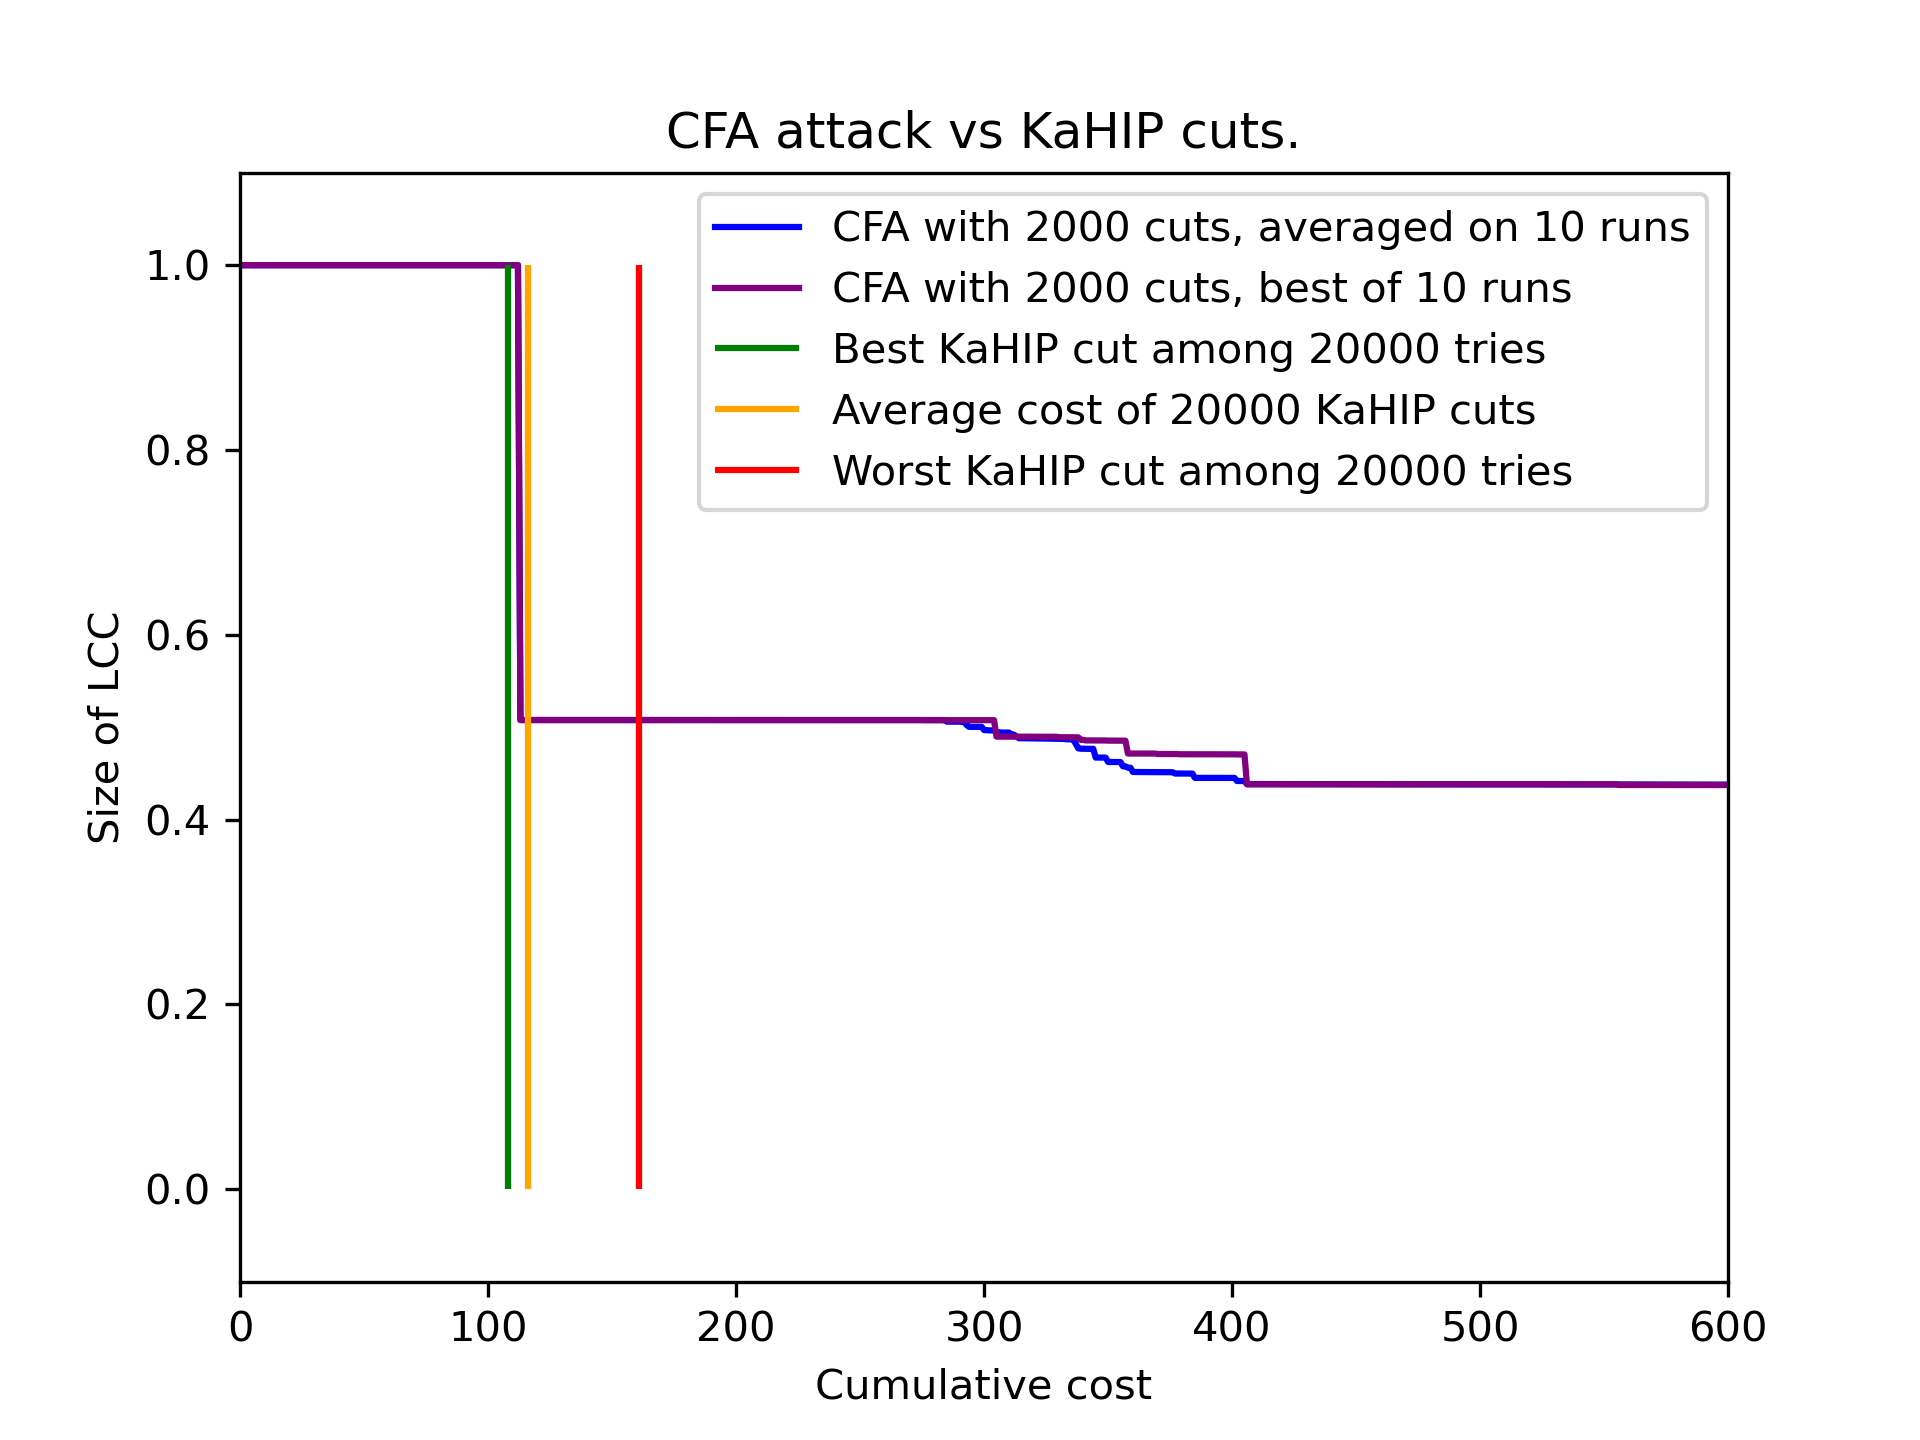 CFA attack vs KaHIP cuts.
CFA with 2000 cuts, averaged on 10 runs
CFA with 2000 cuts, best of 10 runs
Best KaHIP cut among 20000 tries
Average cost of 20000 KaHIP cuts
Worst KaHIP cut among 20000 tries
1.0
0.8
0.6
0.4
0.2
0.0
Size of LCC
0 100 200 300 400 500 600
Cumulative cost